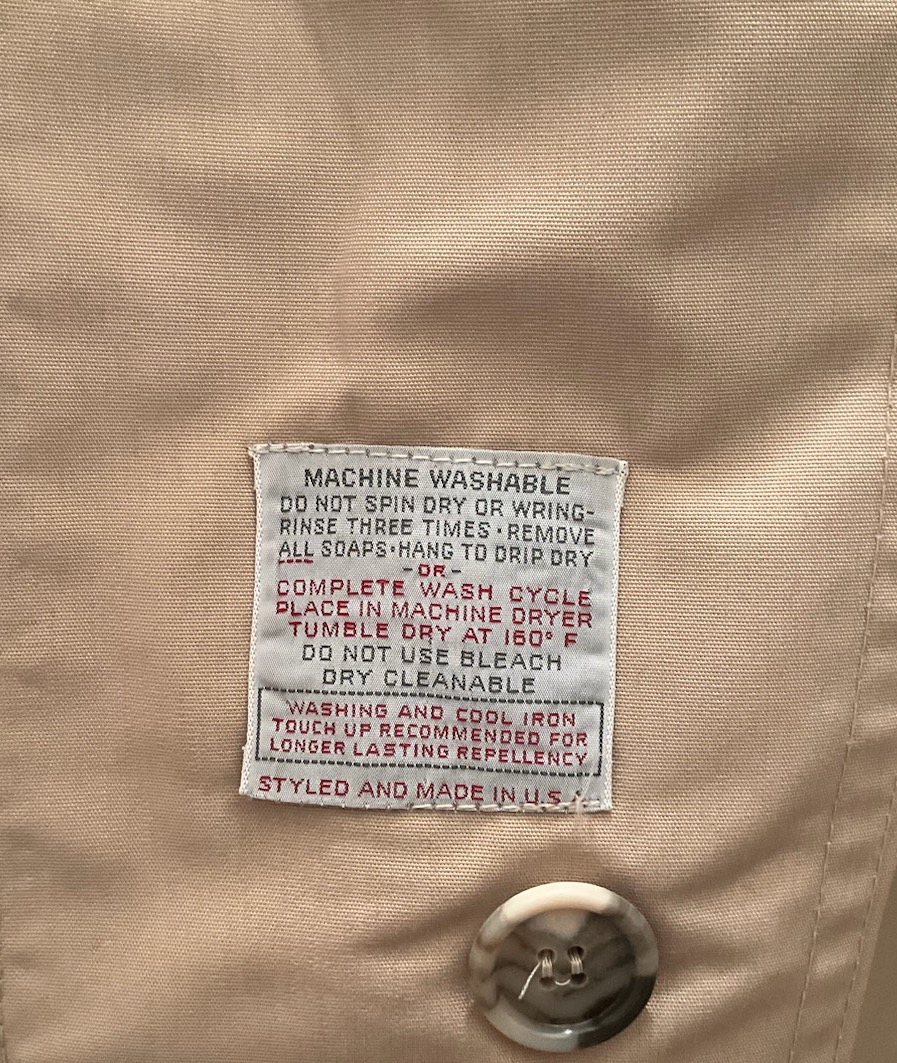 MACHINE WASHABLE
DO NOT SPIN DRY OR WRING-
RINSE THREE TIMES·REMOVE
ALL SOAPS·HANG TO DRIP DRY
-OR-
COMPLETE WASH CYCLE
PLACE IN MACHINE DRYER
TUMBLE DRY AT 160° F
DO NOT USE BLEACH
DRY CLEANABLE
WASHING AND COOL IRON
TOUCH UP RECOMMENDED FOR
LONGER LASTING REPELLENCY
STYLED AND MADE IN U.S.A.